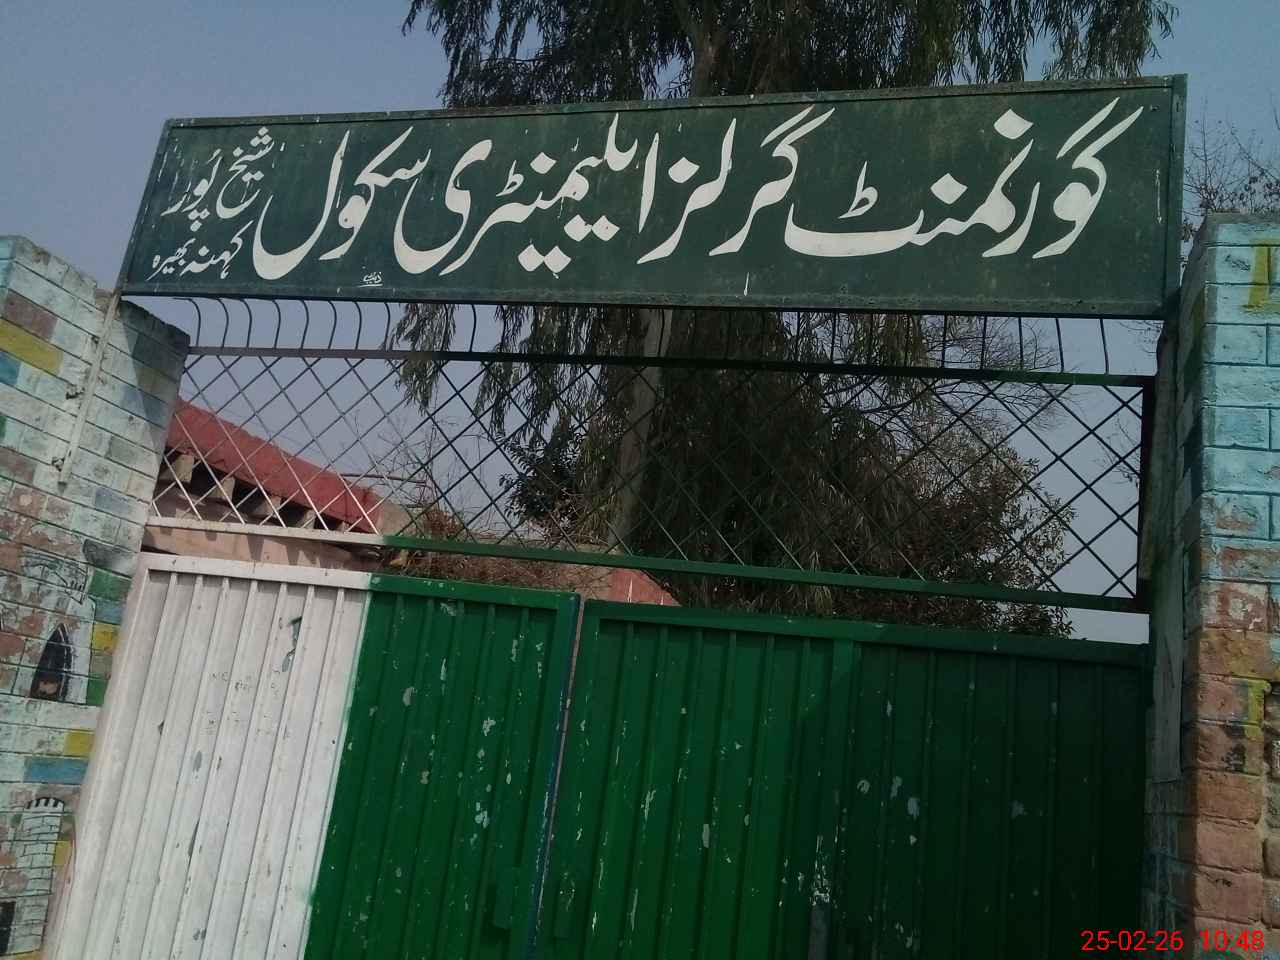 گورنمنٹ گرلز ایلیمنٹری سکول شیخ پور
کہنہ بھیرہ
25-02-26 10:48